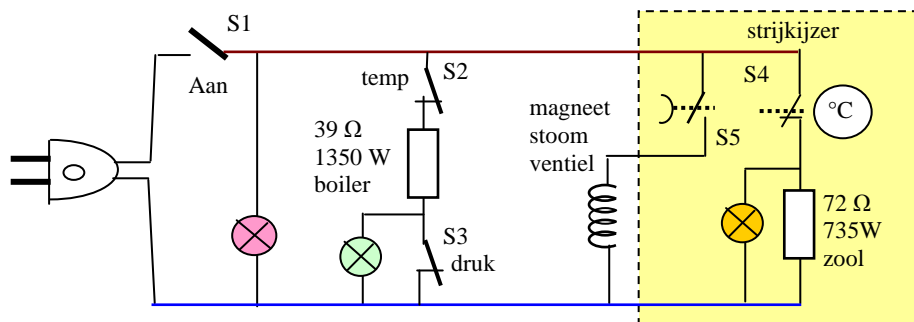 S1
Aan
temp
S2
39 Ω
1350 W
boiler
S3
druk
magneet
stoom
ventiel
strijkijzer
S4
°C
S5
72 Ω
735W
zool